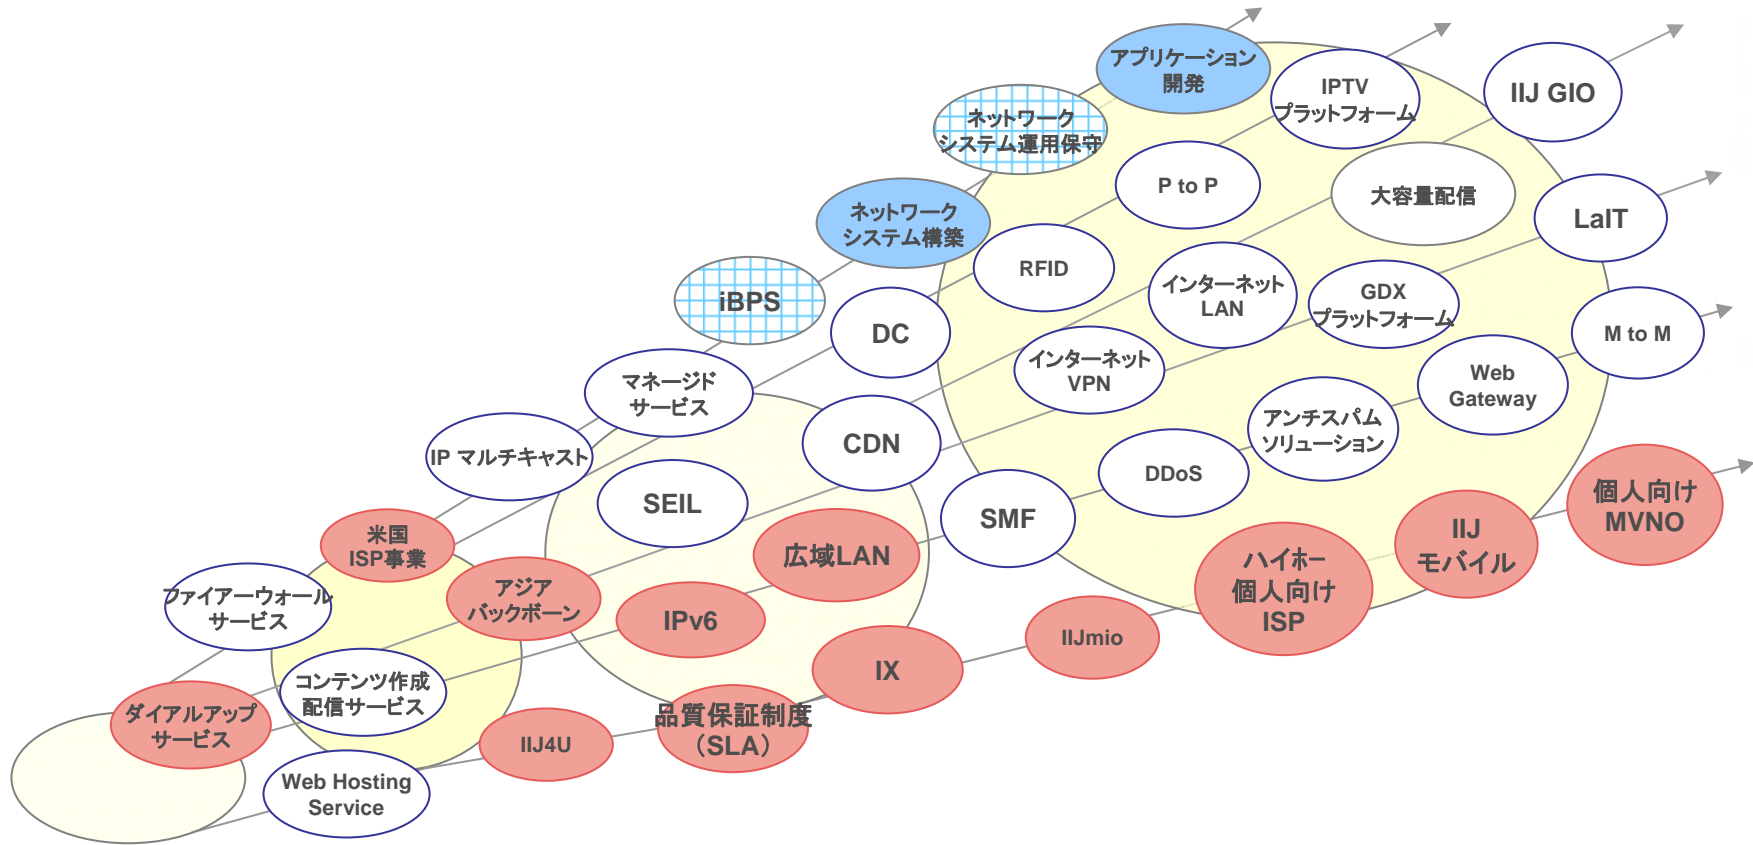 アプリケーション
開発
IPTV
プラットフォーム
IIJ GIO
ネットワーク
システム運用保守
P to P
大容量配信
LaIT
ネットワーク
システム構築
RFID
インターネット
LAN
GDX
プラットフォーム
M to M
iBPS
DC
インターネット
VPN
Web
Gateway
マネージド
サービス
アンチスパム
ソリューション
IP マルチキャスト
CDN
DDoS
個人向け
MVNO
SEIL
SMF
IIJ
モバイル
米国
ISP事業
広域LAN
ハイホー
個人向け
ISP
ファイアーウォール
サービス
アジア
バックボーン
IPv6
IIJmio
IX
コンテンツ作成
配信サービス
ダイアルアップ
サービス
品質保証制度
（SLA）
IIJ4U
Web Hosting
Service